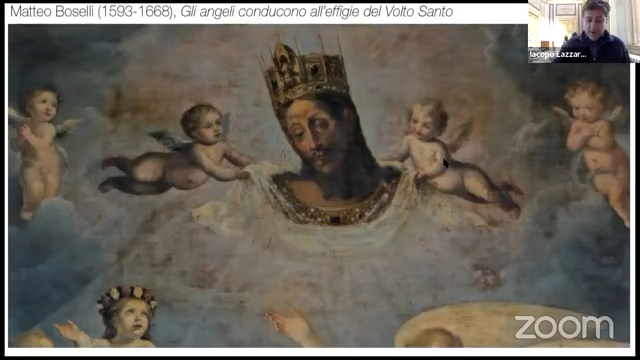 Matteo Boselli (1593-1668), Gli angeli conducono all'effigie del Volto Santo
Iacopo Lazzar...
zoom